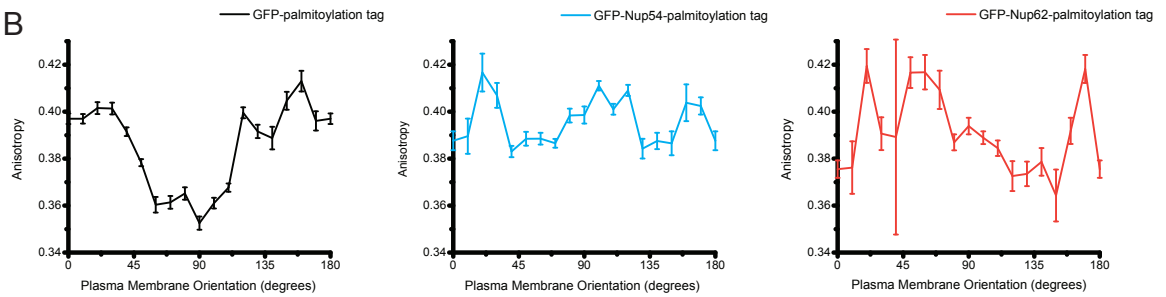 B
GFP-palmitoylation tag
GFP-Nup54-palmitoylation tag
GFP-Nup62-palmitoylation tag
0.42
0.40
0.38
0.36
0.34
Anisotropy
0 45 90 135 180
Plasma Membrane Orientation (degrees)
0.42
0.40
0.38
0.36
0.34
Anisotropy
0 45 90 135 180
Plasma Membrane Orientation (degrees)
0.42
0.40
0.38
0.36
0.34
Anisotropy
0 45 90 135 180
Plasma Membrane Orientation (degrees)